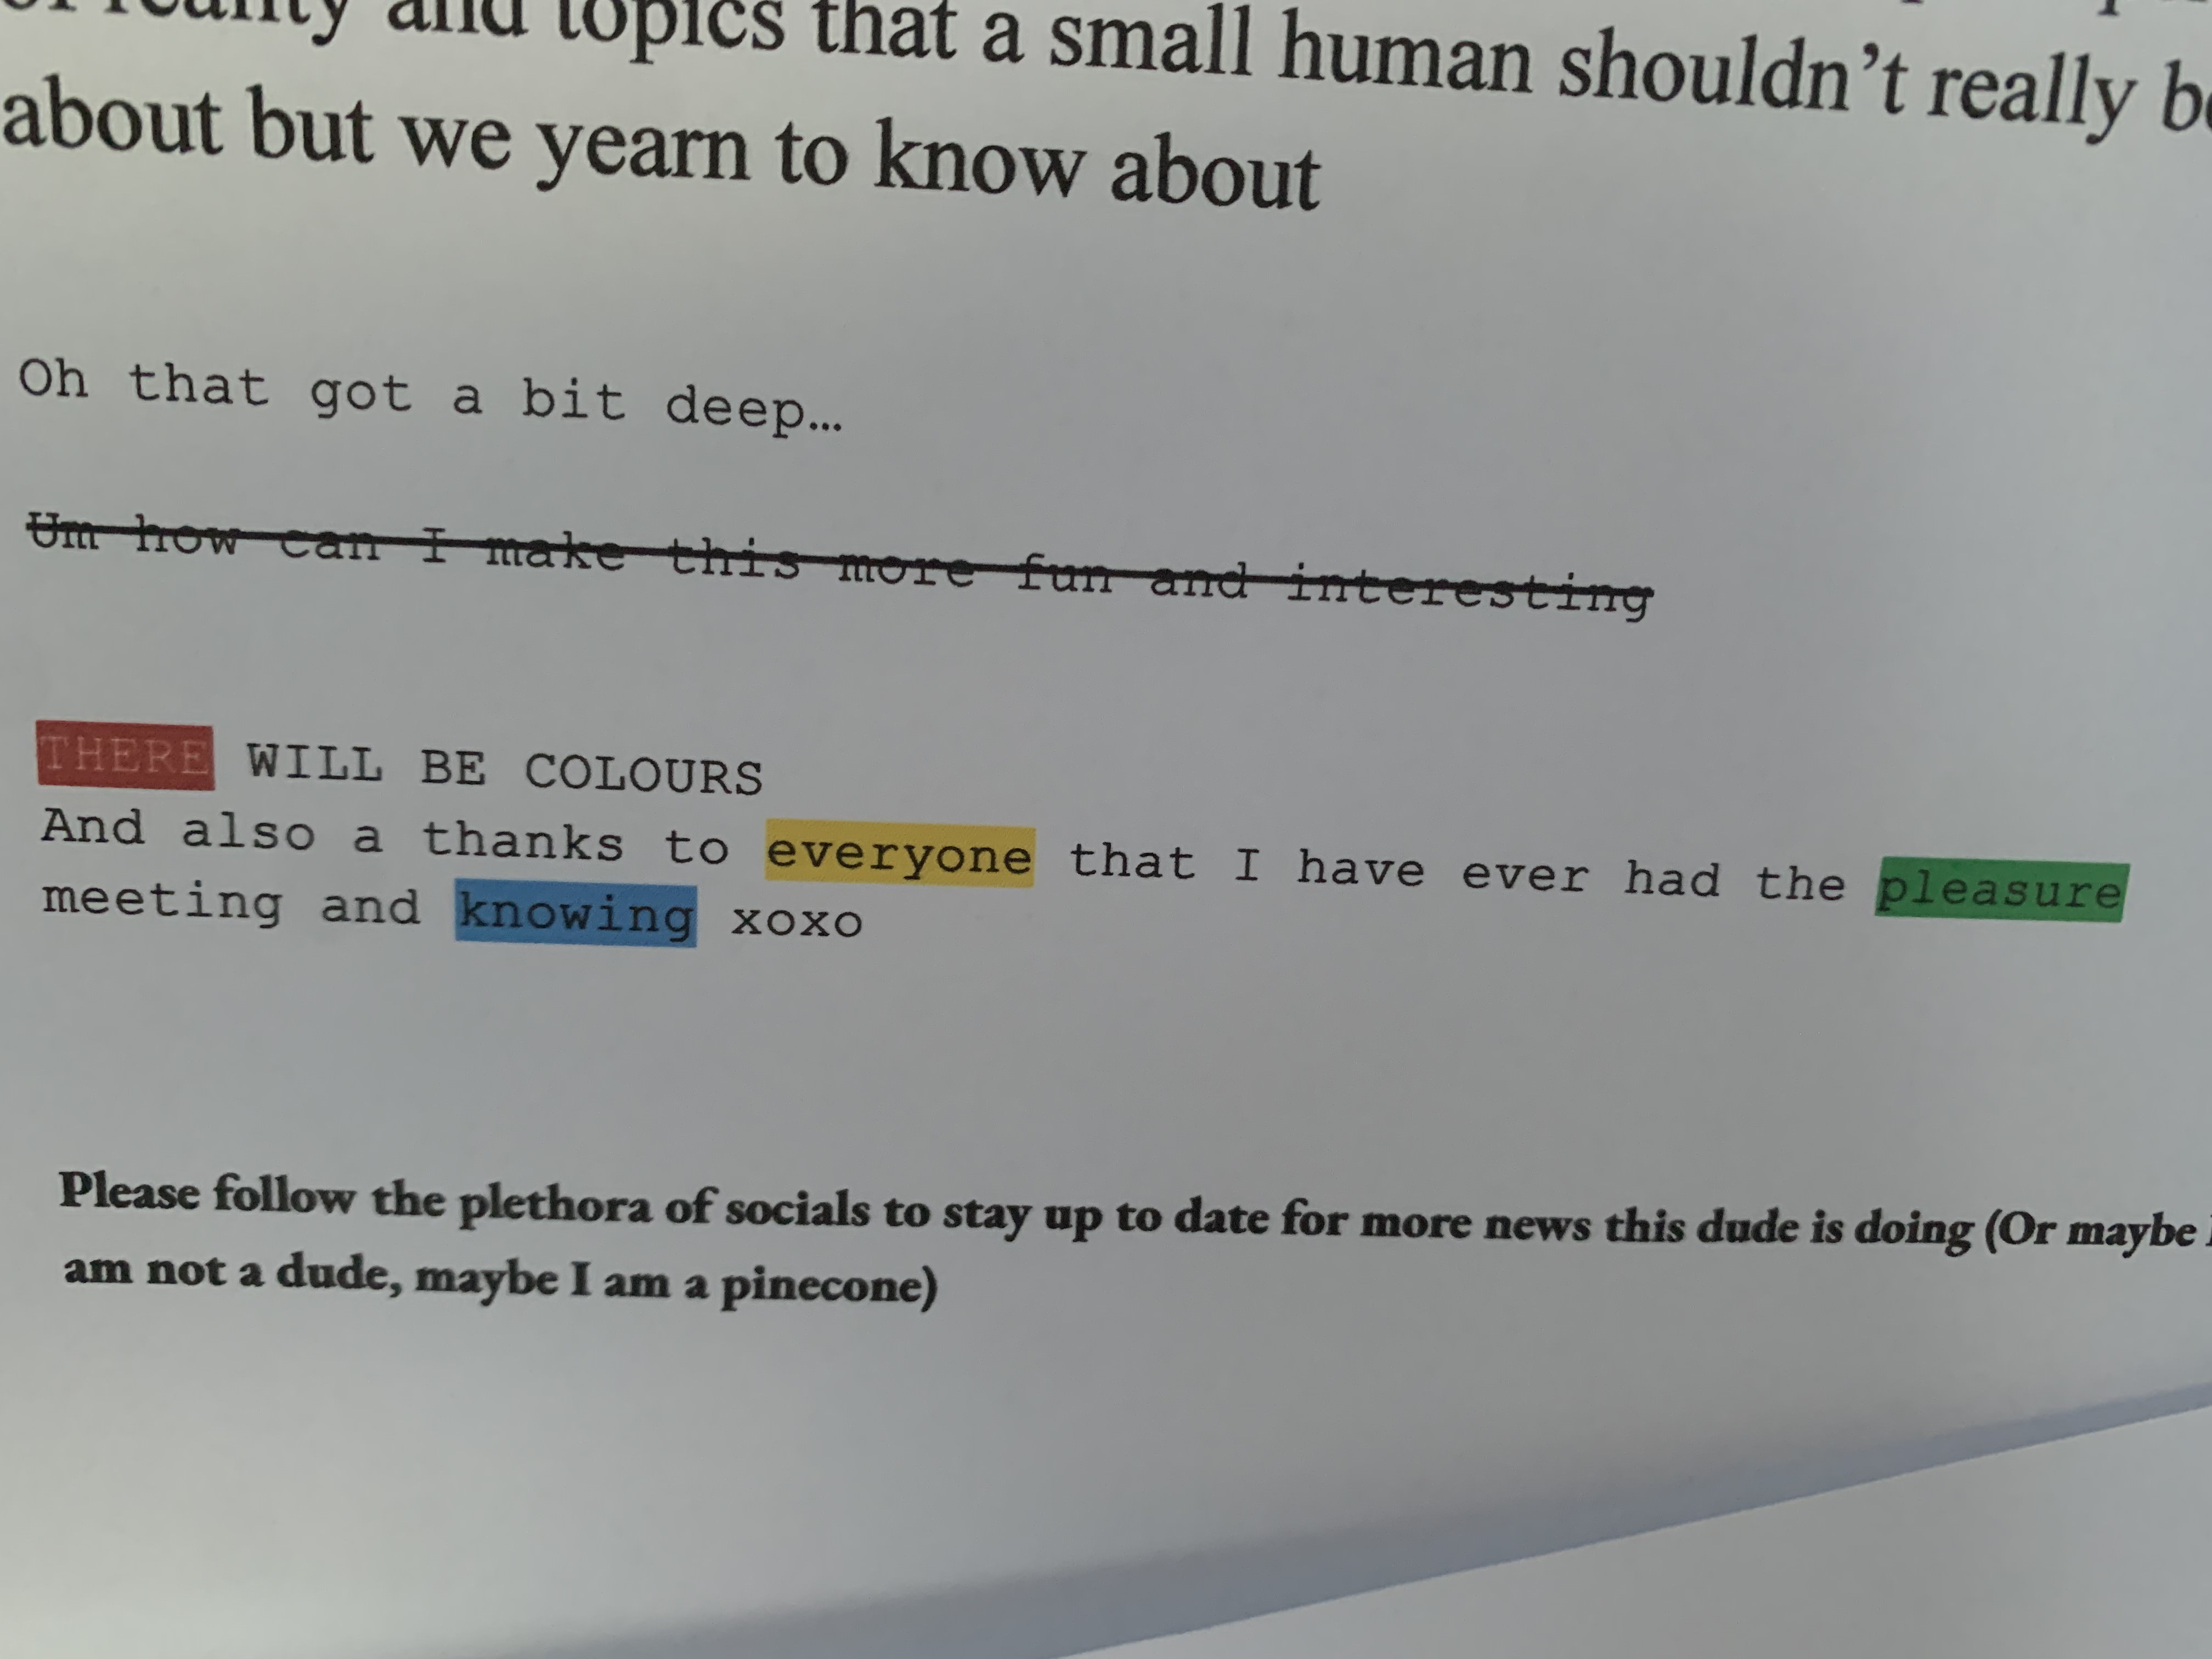 and topics that a small human shouldn't really
about but we yearn to know about
Oh that got a bit deep…
Um how can I make this more fun and interesting
THERE WILL BE COLOURS
And also a thanks to everyone that I have ever had the pleasure
meeting and knowing xoxo
Please follow the plethora of socials to stay up to date for more news this dude is doing (Or maybe I
am not a dude, maybe I am a pinecone)